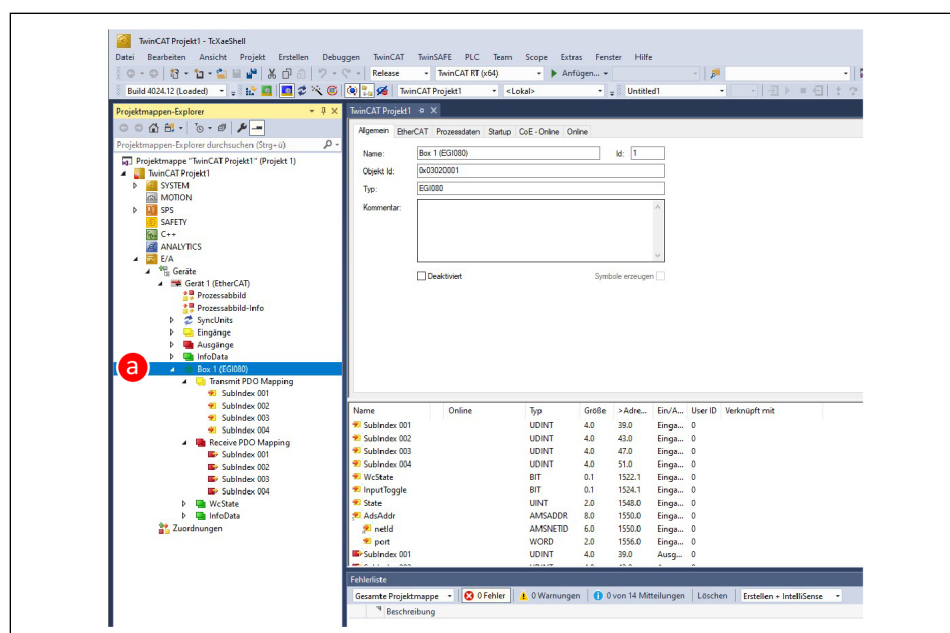 TwinCAT Projekt1 - TcXaeShell
Datei Bearbeiten Ansicht Projekt Erstellen Debuggen TwinCAT TwinSAFE PLC Team Scope Extras Fenster Hilfe
Release TwinCAT RT (x64) Anfügen...
Build 4024.12 (Loaded) TwinCAT Projekt1 <Lokal> Untitled1
Projektmappen-Explorer
Projektmappen-Explorer durchsuchen (Strg+ü)
Projektmappe "TwinCAT Projekt1" (Projekt 1)
TwinCAT Projekt1
SYSTEM
MOTION
SPS
SAFETY
C++
ANALYTICS
E/A
Geräte
Gerät 1 (EtherCAT)
Prozessabbild
Prozessabbild-Info
SyncUnits
Eingänge
Ausgänge
InfoData
a
Box 1 (EGI080)
Transmit PDO Mapping
SubIndex 001
SubIndex 002
SubIndex 003
SubIndex 004
Receive PDO Mapping
SubIndex 001
SubIndex 002
SubIndex 003
SubIndex 004
WcState
InfoData
Zuordnungen
TwinCAT Projekt1
Allgemein EtherCAT Prozessdaten Startup CoE - Online Online
Name: Box 1 (EGI080) Id: 1
Objekt Id: 0x03020001
Typ: EGI080
Kommentar:
Deaktiviert Symbole erzeugen
Name Online Typ Größe >Adre... Ein/A... User ID Verknüpft mit
SubIndex 001 UDINT 4.0 39.0 Einga... 0
SubIndex 002 UDINT 4.0 43.0 Einga... 0
SubIndex 003 UDINT 4.0 47.0 Einga... 0
SubIndex 004 UDINT 4.0 51.0 Einga... 0
WcState BIT 0.1 1522.1 Einga... 0
InputToggle BIT 0.1 1524.1 Einga... 0
State UINT 2.0 1548.0 Einga... 0
AdsAddr AMSADDR 8.0 1550.0 Einga... 0
netId AMSNETID 6.0 1550.0 Einga... 0
port WORD 2.0 1556.0 Einga... 0
SubIndex 001 UDINT 4.0 39.0 Ausg... 0
Fehlerliste
Gesamte Projektmappe 0 Fehler 0 Warnungen 0 von 14 Mitteilungen Löschen Erstellen + IntelliSense
Beschreibung